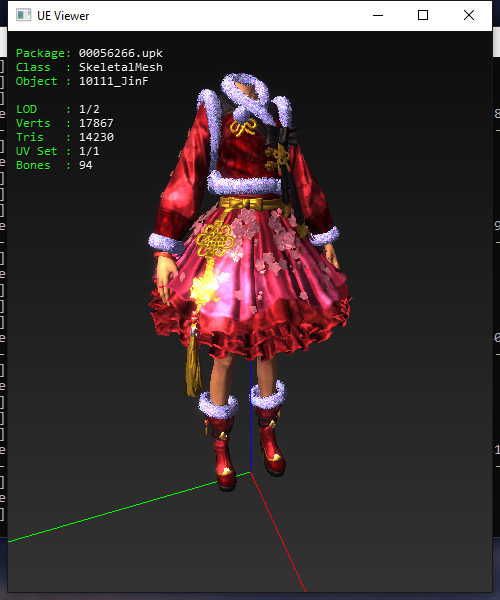 UE Viewer
Package: 00056266.upk
Class : SkeletalMesh
Object : 10111_JinF
LOD : 1/2
Verts : 17867
Tris : 14230
UV Set : 1/1
Bones : 94